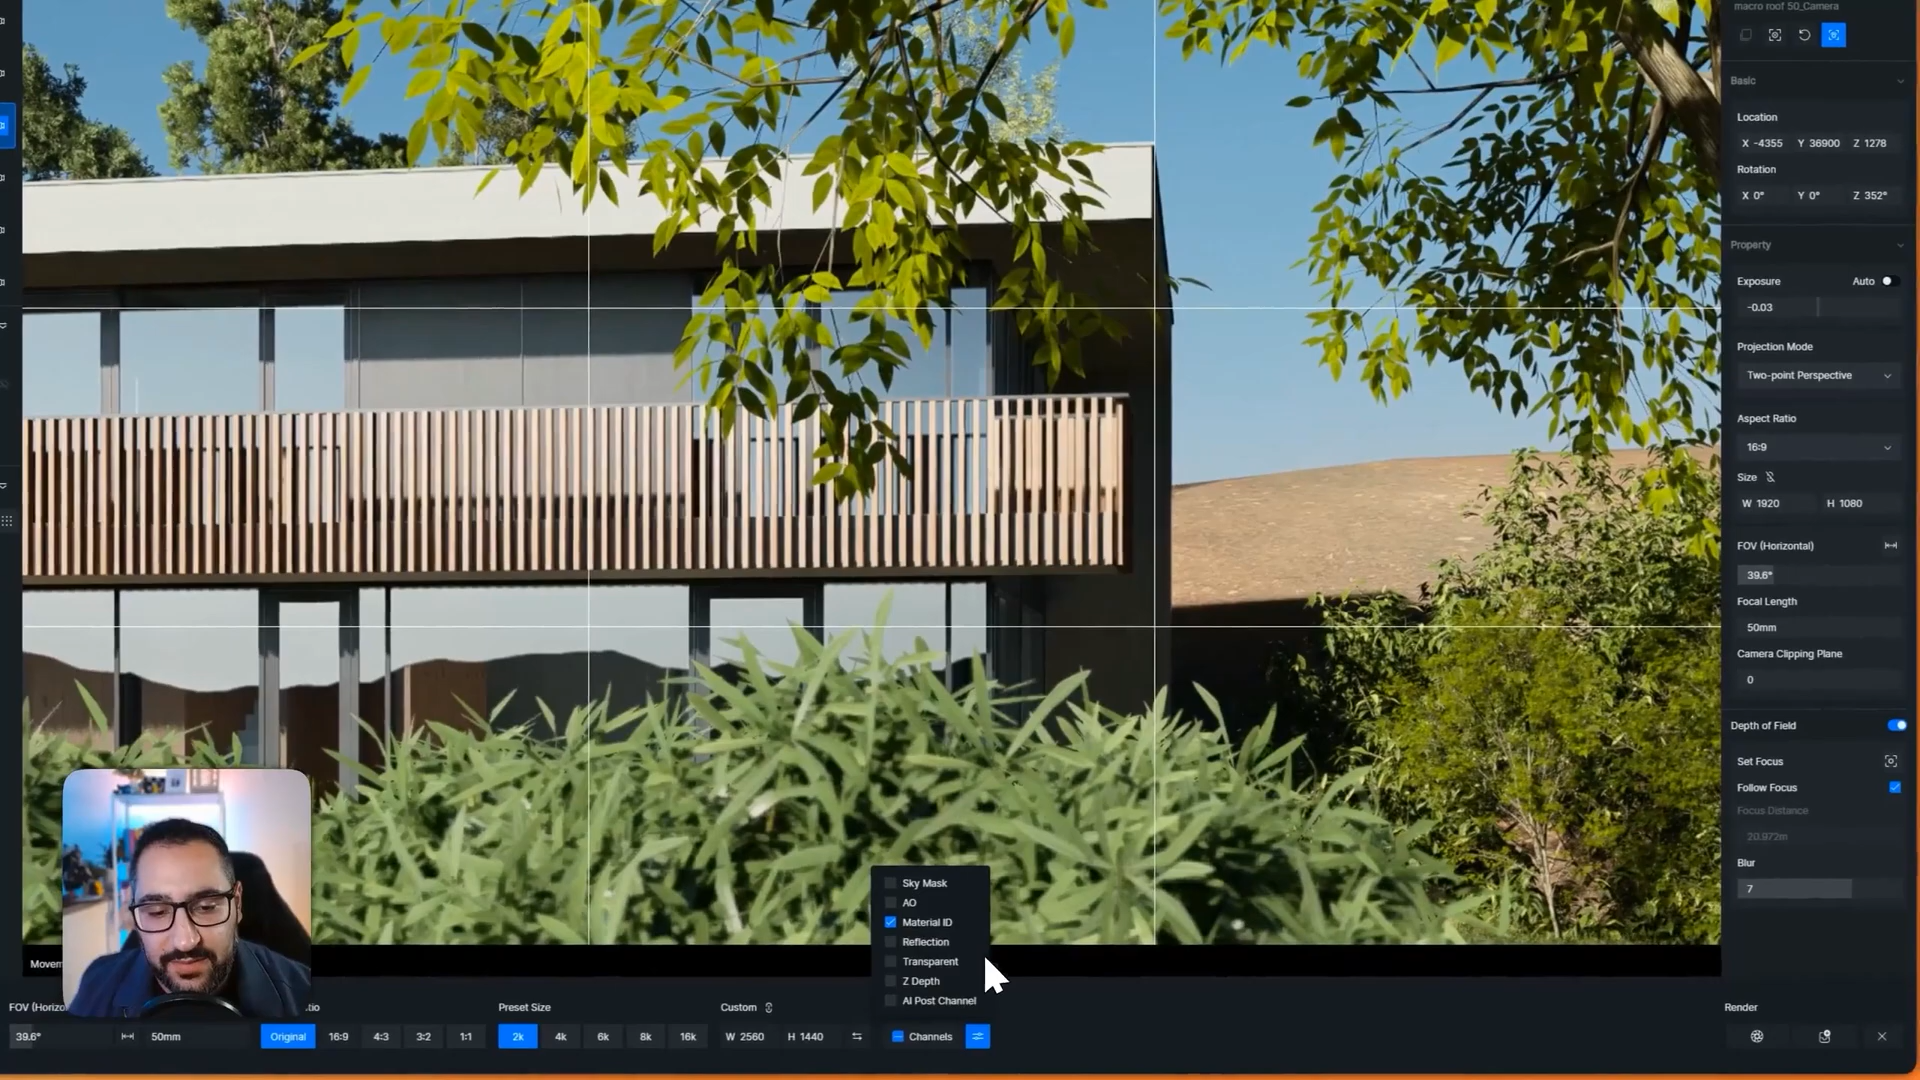 macro roof 50_Camera
Basic
Location
X -4355 Y 36900 Z 1278
Rotation
X 0° Y 0° Z 352°
Property
Exposure Auto
-0.03
Projection Mode
Two-point Perspective
Aspect Ratio
16:9
Size
W 1920 H 1080
FOV (Horizontal)
39.6°
Focal Length
50mm
Camera Clipping Plane
0
Depth of Field
Set Focus
Follow Focus
Focus Distance
20.972m
Blur
7
Sky Mask
AO
Material ID
Reflection
Transparent
Z Depth
AI Post Channel
Movem
FOV (Horizo tio Preset Size Custom Render
39.6° 50mm Original 16:9 4:3 3:2 1:1 2k 4k 6k 8k 16k W 2560 H 1440 Channels